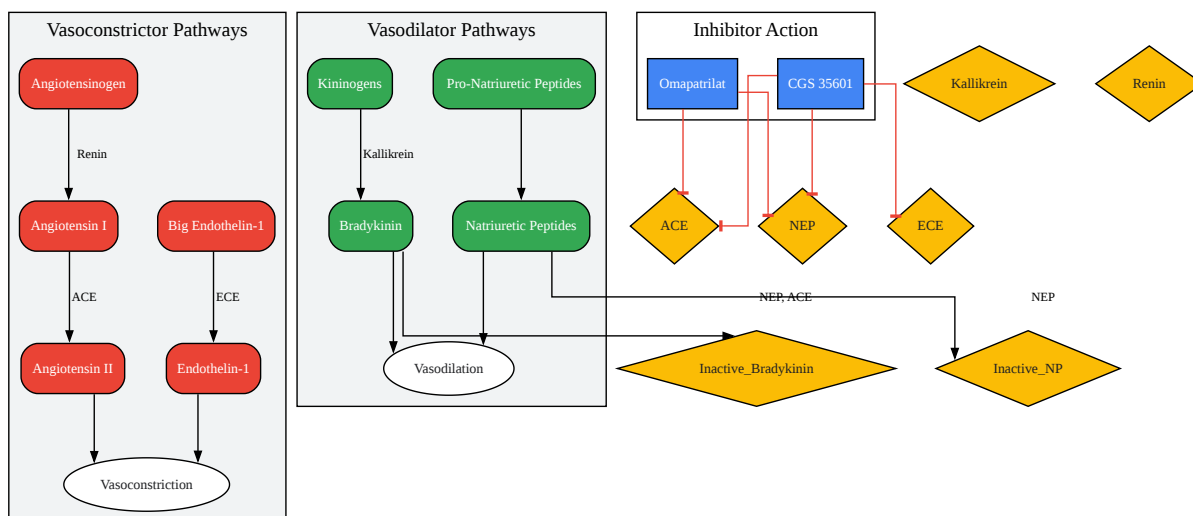 Vasoconstrictor Pathways
Vasodilator Pathways
Inhibitor Action
Angiotensinogen
Kininogens
Pro-Natriuretic Peptides
Omapatrilat
CGS 35601
Kallikrein
Renin
Renin
Kallikrein
Angiotensin I
Big Endothelin-1
Bradykinin
Natriuretic Peptides
ACE
NEP
ECE
ACE
ECE
NEP, ACE
NEP
Angiotensin II
Endothelin-1
Vasodilation
Inactive_Bradykinin
Inactive_NP
Vasoconstriction